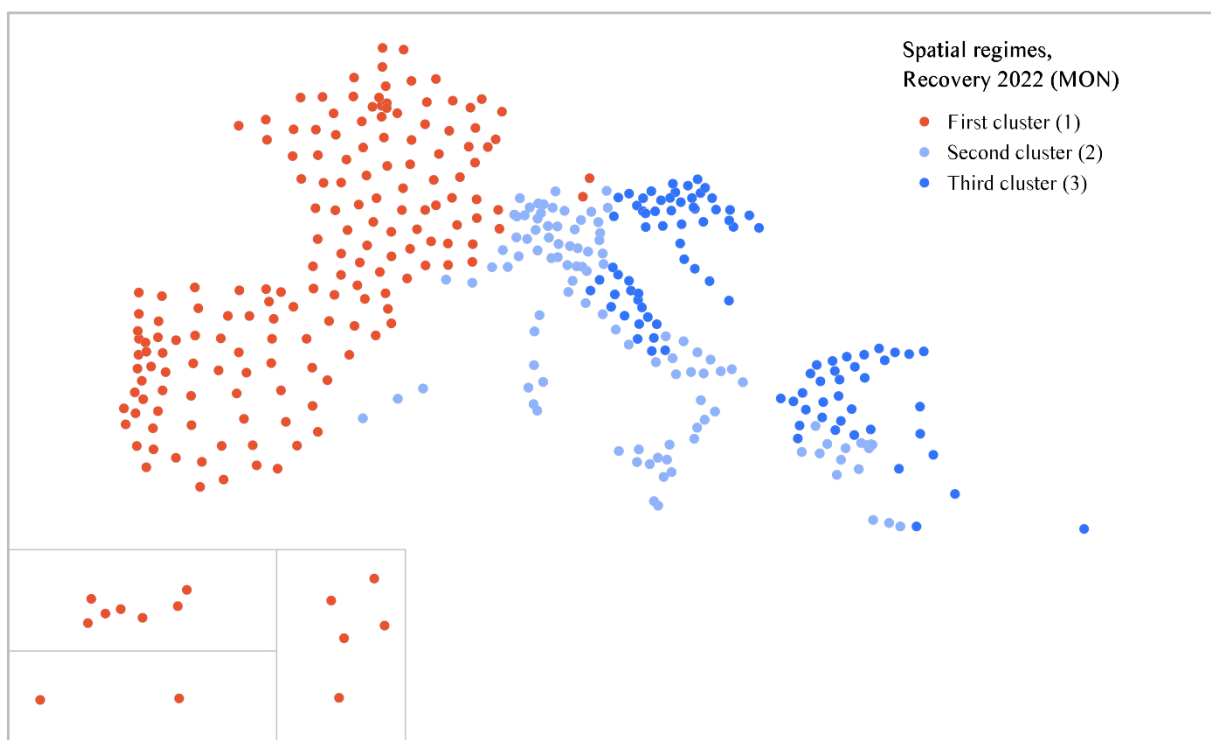 Spatial regimes,
Recovery 2022 (MON)
First cluster (1)
Second cluster (2)
Third cluster (3)